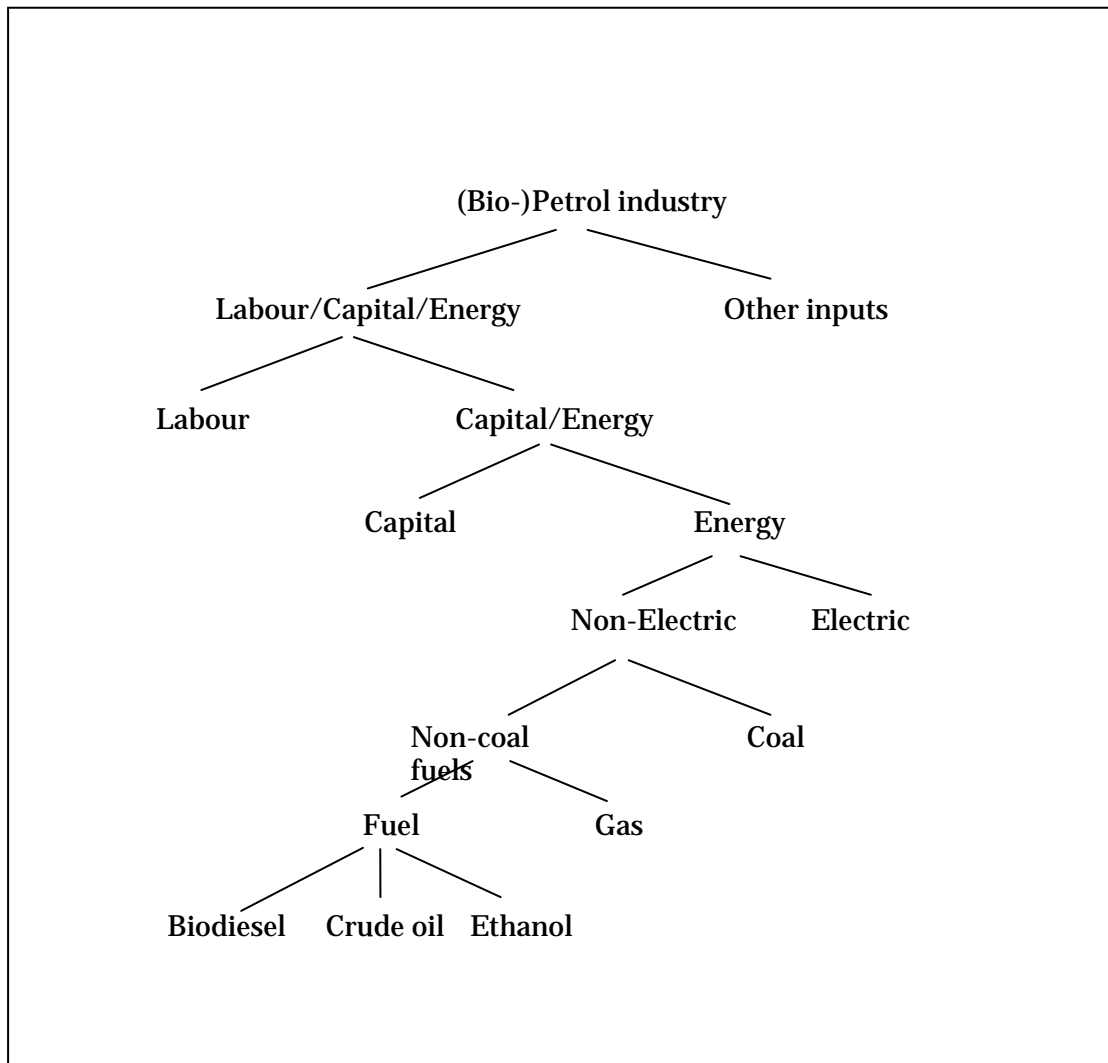 (Bio-)Petrol industry
Labour/Capital/Energy
Other inputs
Labour
Capital/Energy
Capital
Energy
Non-Electric
Electric
Non-coal
fuels
Coal
Fuel
Gas
Biodiesel
Crude oil
Ethanol